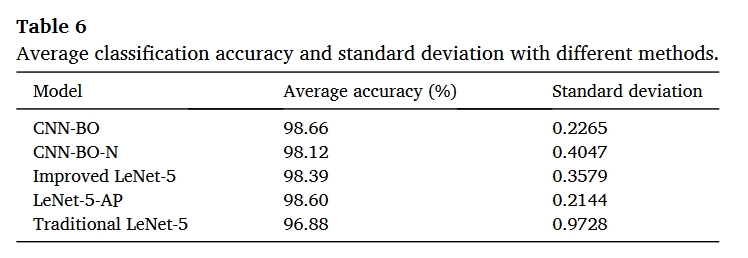 Table 6
Average classification accuracy and standard deviation with different methods.
Model Average accuracy (%) Standard deviation
CNN-BO 98.66 0.2265
CNN-BO-N 98.12 0.4047
Improved LeNet-5 98.39 0.3579
LeNet-5-AP 98.60 0.2144
Traditional LeNet-5 96.88 0.9728